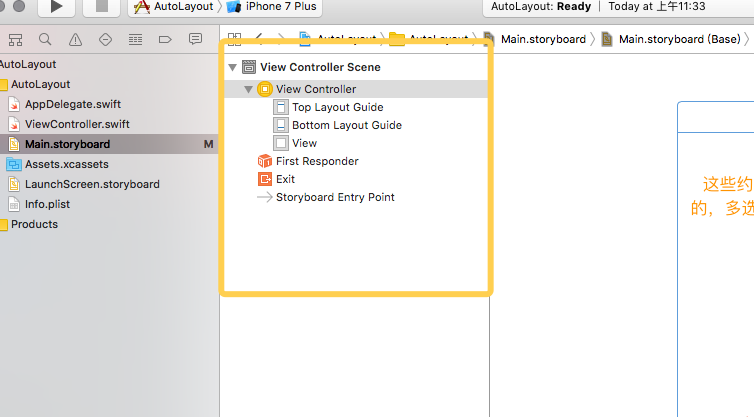 AutoLayout
iPhone 7 Plus
AutoLayout: Ready
Today at 上午11:33
AutoLayout
AutoLayout
Main.storyboard
Main.storyboard (Base)
AutoLayout
AutoLayout
AppDelegate.swift
ViewController.swift
Main.storyboard
M
Assets.xcassets
LaunchScreen.storyboard
Info.plist
Products
View Controller Scene
View Controller
Top Layout Guide
Bottom Layout Guide
View
First Responder
Exit
Storyboard Entry Point
这些约
的，多选